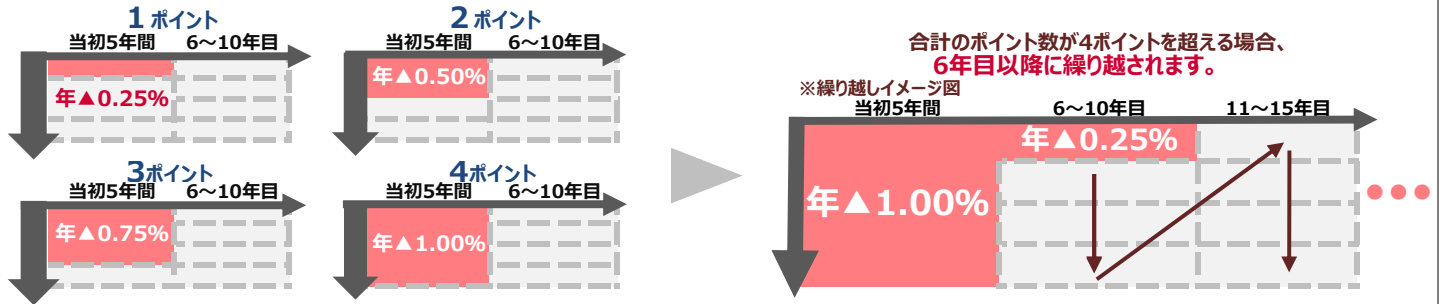 1ポイント
当初5年間 6～10年目
年▲0.25%
2ポイント
当初5年間 6～10年目
年▲0.50%
3ポイント
当初5年間 6～10年目
年▲0.75%
4ポイント
当初5年間 6～10年目
年▲1.00%
合計のポイント数が4ポイントを超える場合、
6年目以降に繰り越されます。
※繰り越しイメージ図
当初5年間 6～10年目 11～15年目
年▲0.25%
年▲1.00%